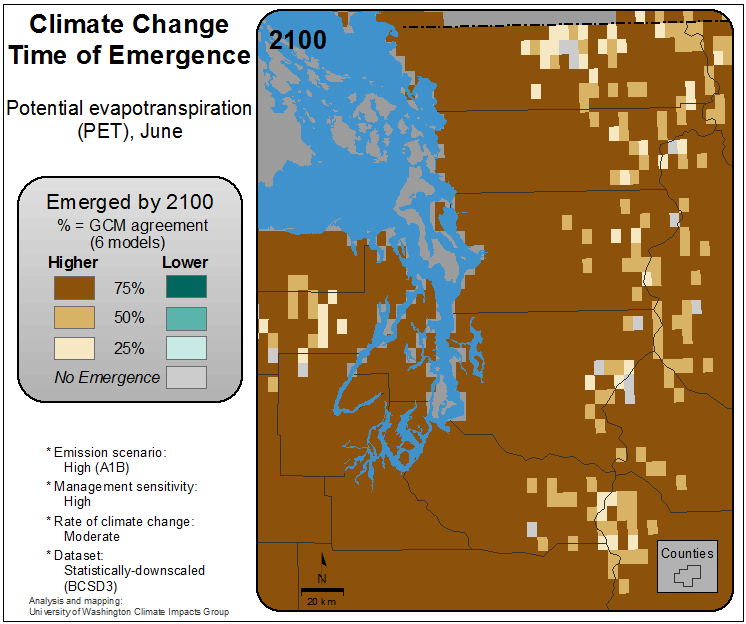 Climate Change
Time of Emergence
Potential evapotranspiration
(PET), June
Emerged by 2100
% = GCM agreement
(6 models)
Higher Lower
75%
50%
25%
No Emergence
* Emission scenario:
High (A1B)
* Management sensitivity:
High
* Rate of climate change:
Moderate
* Dataset:
Statistically-downscaled
(BCSD3)
Analysis and mapping:
University of Washington Climate Impacts Group
2100
N
20 km
Counties